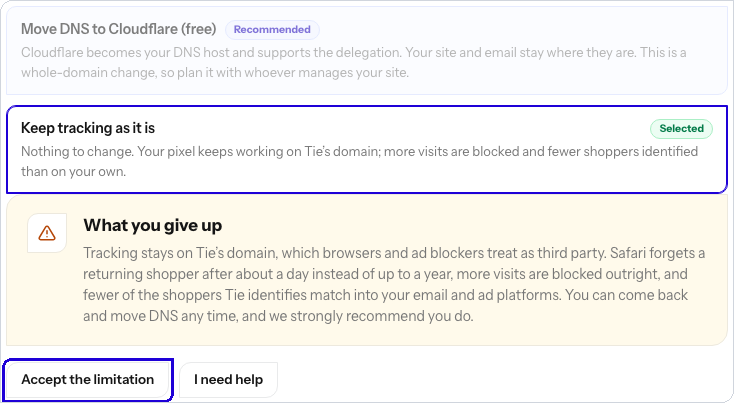 Move DNS to Cloudflare (free) Recommended
Cloudflare becomes your DNS host and supports the delegation. Your site and email stay where they are. This is a
whole-domain change, so plan it with whoever manages your site.
Keep tracking as it is Selected
Nothing to change. Your pixel keeps working on Tie's domain; more visits are blocked and fewer shoppers identified
than on your own.
What you give up
Tracking stays on Tie's domain, which browsers and ad blockers treat as third party. Safari forgets a
returning shopper after about a day instead of up to a year, more visits are blocked outright, and
fewer of the shoppers Tie identifies match into your email and ad platforms. You can come back
and move DNS any time, and we strongly recommend you do.
Accept the limitation I need help